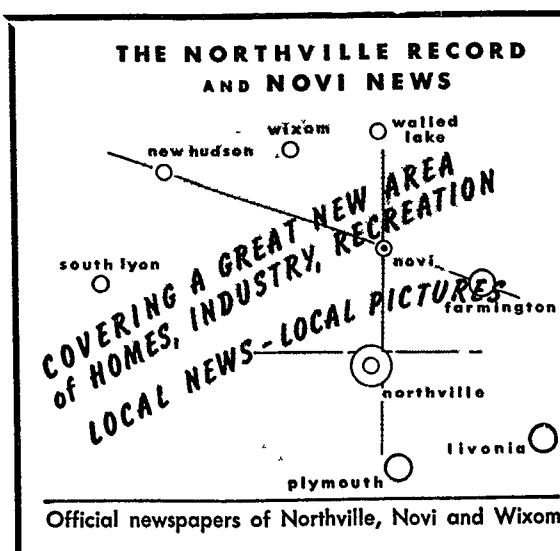 THE NORTHVILLE RECORD
AND NOVI NEWS
wixom
walled
lake
new hudson
COVERING A GREAT NEW AREA
of HOMES, INDUSTRY, RECREATION
LOCAL NEWS - LOCAL PICTURES
south lyon
novi
farmington
northville
livonia
plymouth
Official newspapers of Northville, Novi and Wixom